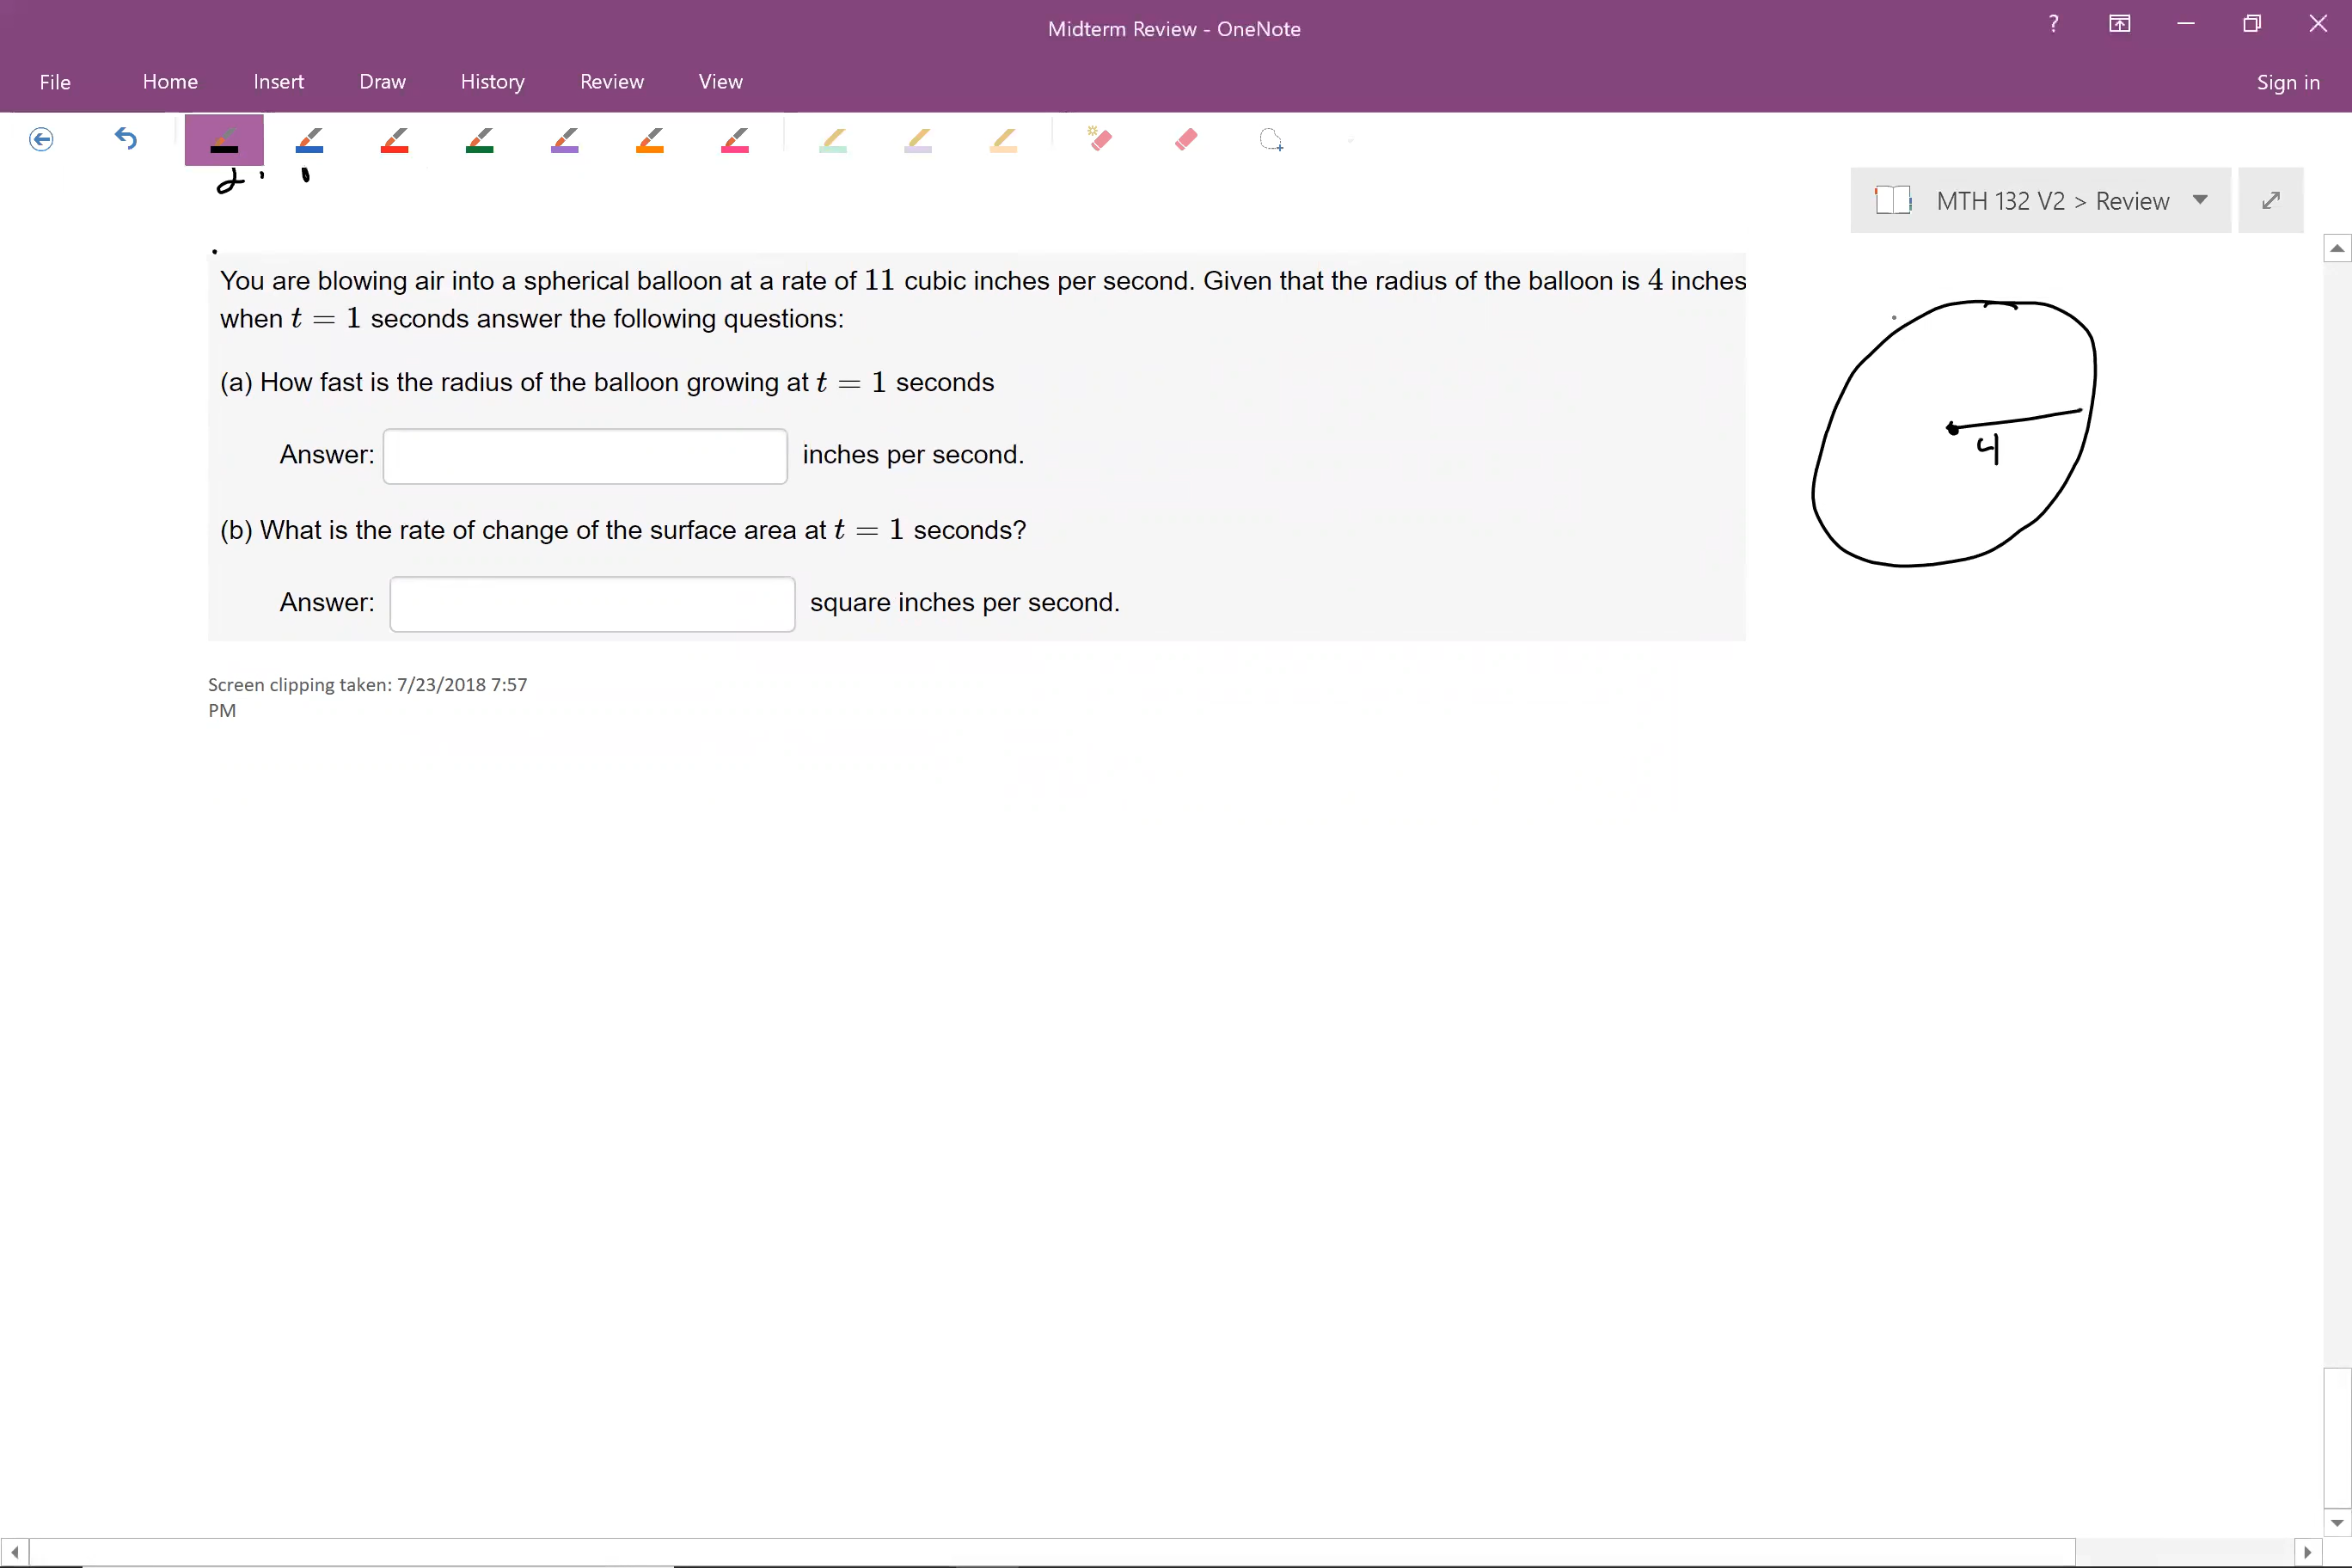 Midterm Review - OneNote
?
File Home Insert Draw History Review View Sign in
MTH 132 V2 > Review
You are blowing air into a spherical balloon at a rate of 11 cubic inches per second. Given that the radius of the balloon is 4 inches
when t = 1 seconds answer the following questions:
(a) How fast is the radius of the balloon growing at t = 1 seconds
Answer: inches per second.
(b) What is the rate of change of the surface area at t = 1 seconds?
Answer: square inches per second.
4
Screen clipping taken: 7/23/2018 7:57
PM